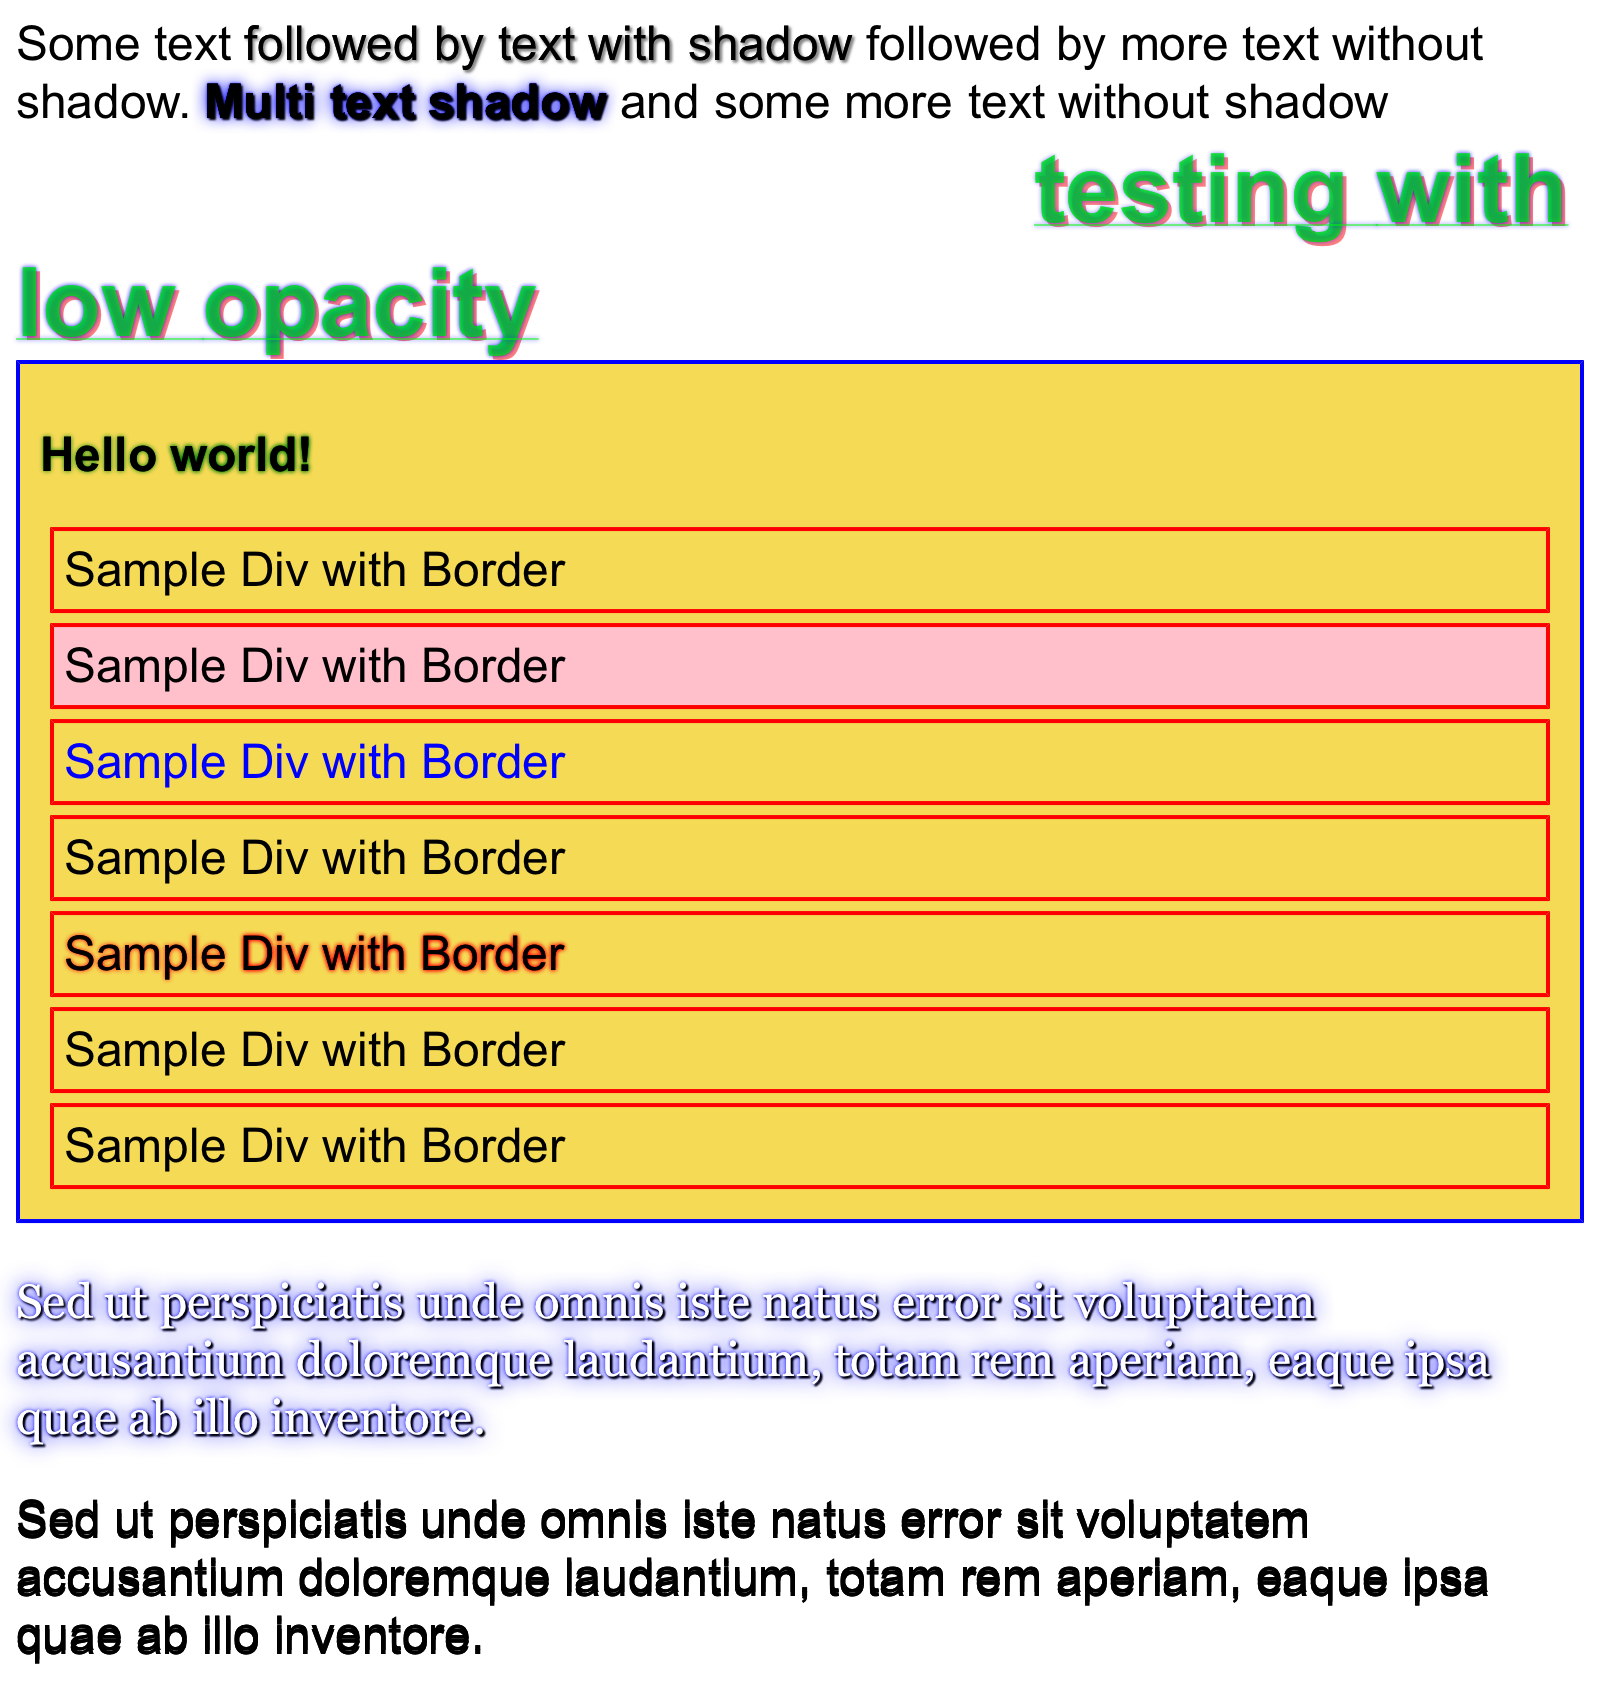 Some text followed by text with shadow followed by more text without
shadow. Multi text shadow and some more text without shadow
testing with
low opacity
Hello world!
Sample Div with Border
Sample Div with Border
Sample Div with Border
Sample Div with Border
Sample Div with Border
Sample Div with Border
Sample Div with Border
Sed ut perspiciatis unde omnis iste natus error sit voluptatem
accusantium doloremque laudantium, totam rem aperiam, eaque ipsa
quae ab illo inventore.
Sed ut perspiciatis unde omnis iste natus error sit voluptatem
accusantium doloremque laudantium, totam rem aperiam, eaque ipsa
quae ab illo inventore.